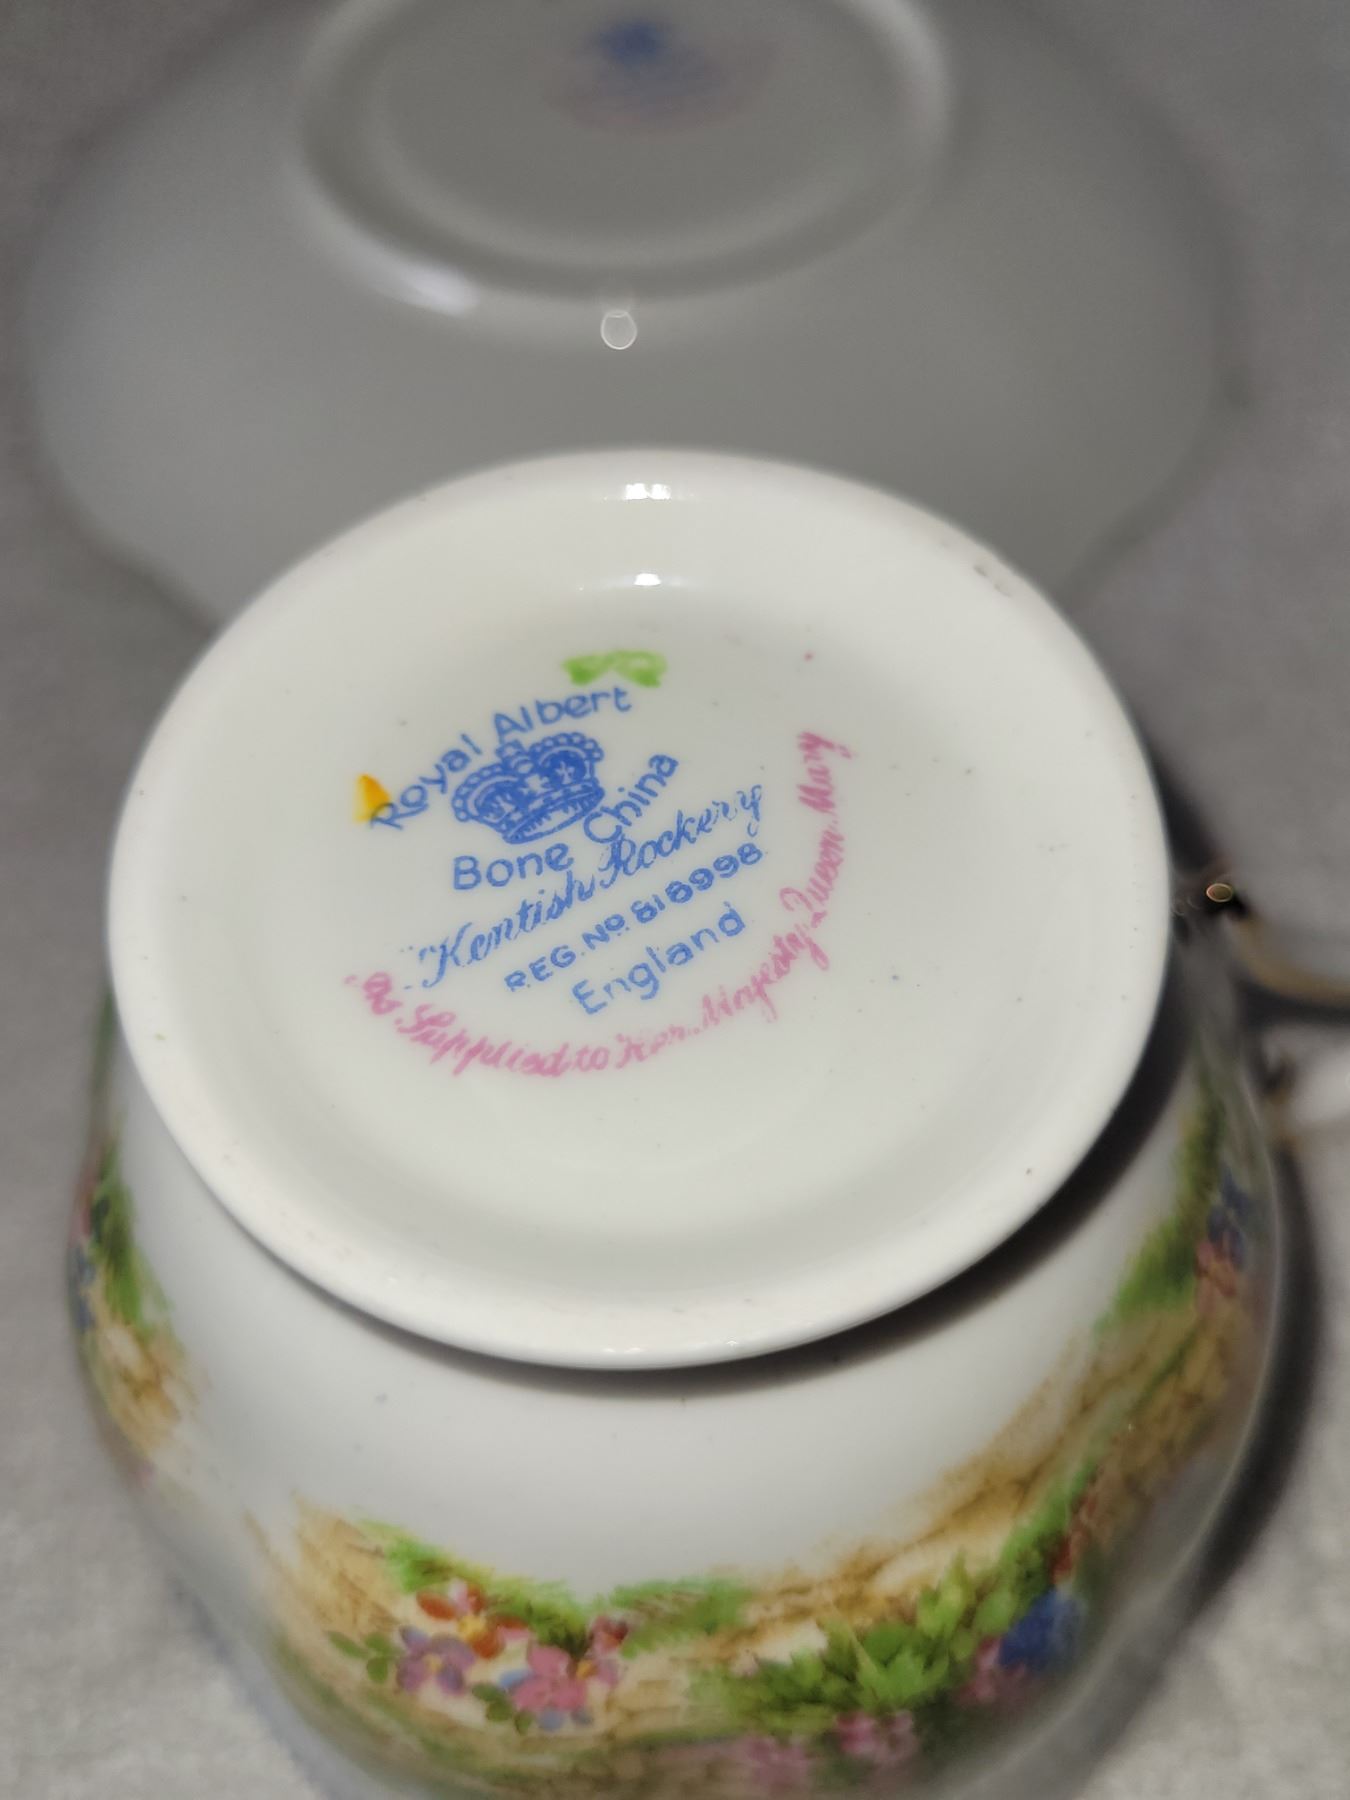 Royal Albert
Bone China
"Kentish Rockery
REG. No 818998
England
"As Supplied to Her Majesty Queen Mary